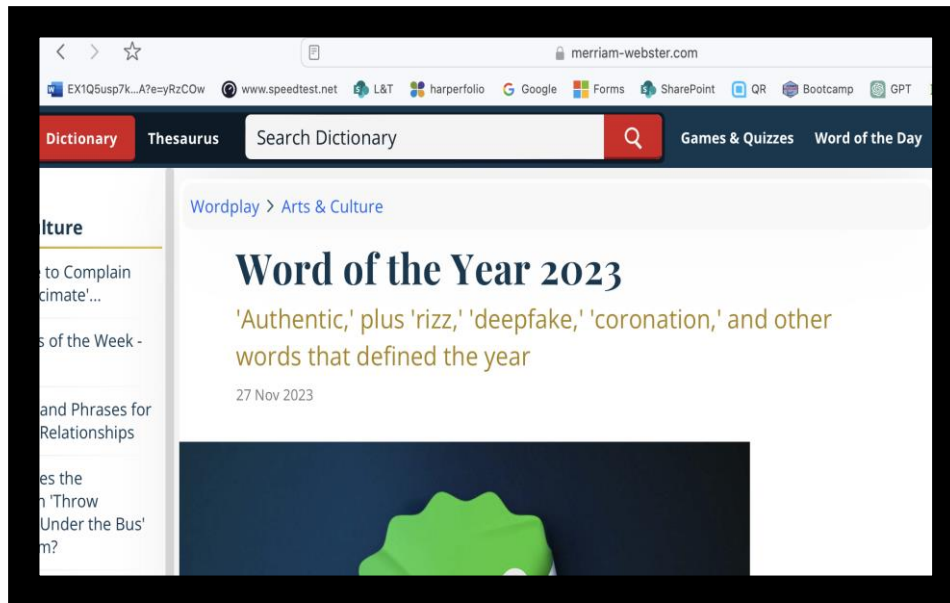 merriam-webster.com
EX1Q5usp7k...A?e=yRzCOw www.speedtest.net L&T harperfolio Google Forms SharePoint QR Bootcamp GPT
Dictionary Thesaurus Search Dictionary Games & Quizzes Word of the Day
Wordplay > Arts & Culture
lture
to Complain
cimate'...
s of the Week -
and Phrases for
Relationships
es the
'Throw
Under the Bus'
m?
Word of the Year 2023
'Authentic,' plus 'rizz,' 'deepfake,' 'coronation,' and other
words that defined the year
27 Nov 2023